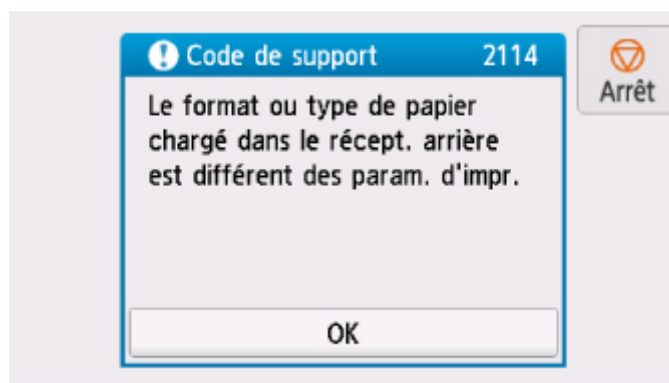 Code de support 2114
Arrêt
Le format ou type de papier
chargé dans le récept. arrière
est différent des param. d'impr.
OK